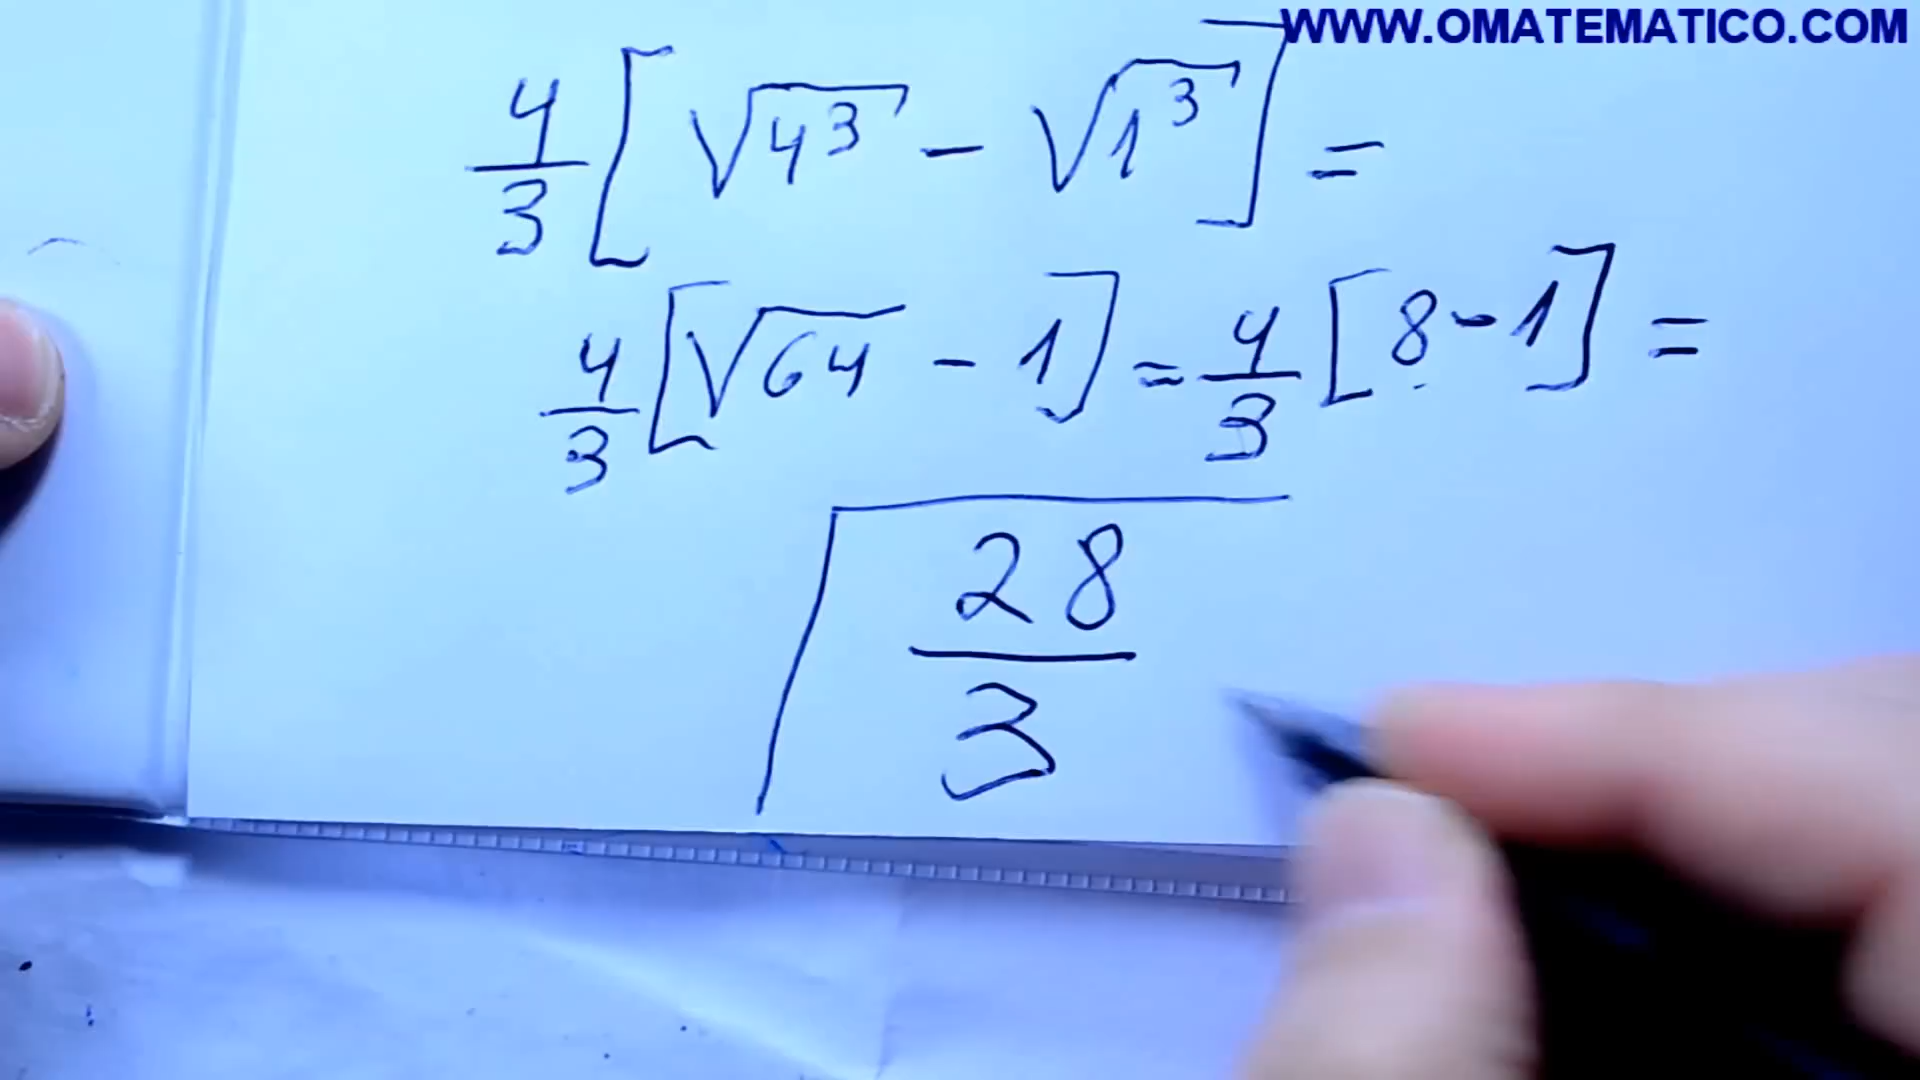 WWW.OMATEMATICO.COM
4/3 [√4³ - √1³] =
4/3 [√64 - 1] = 4/3 [8 - 1] =
28/3